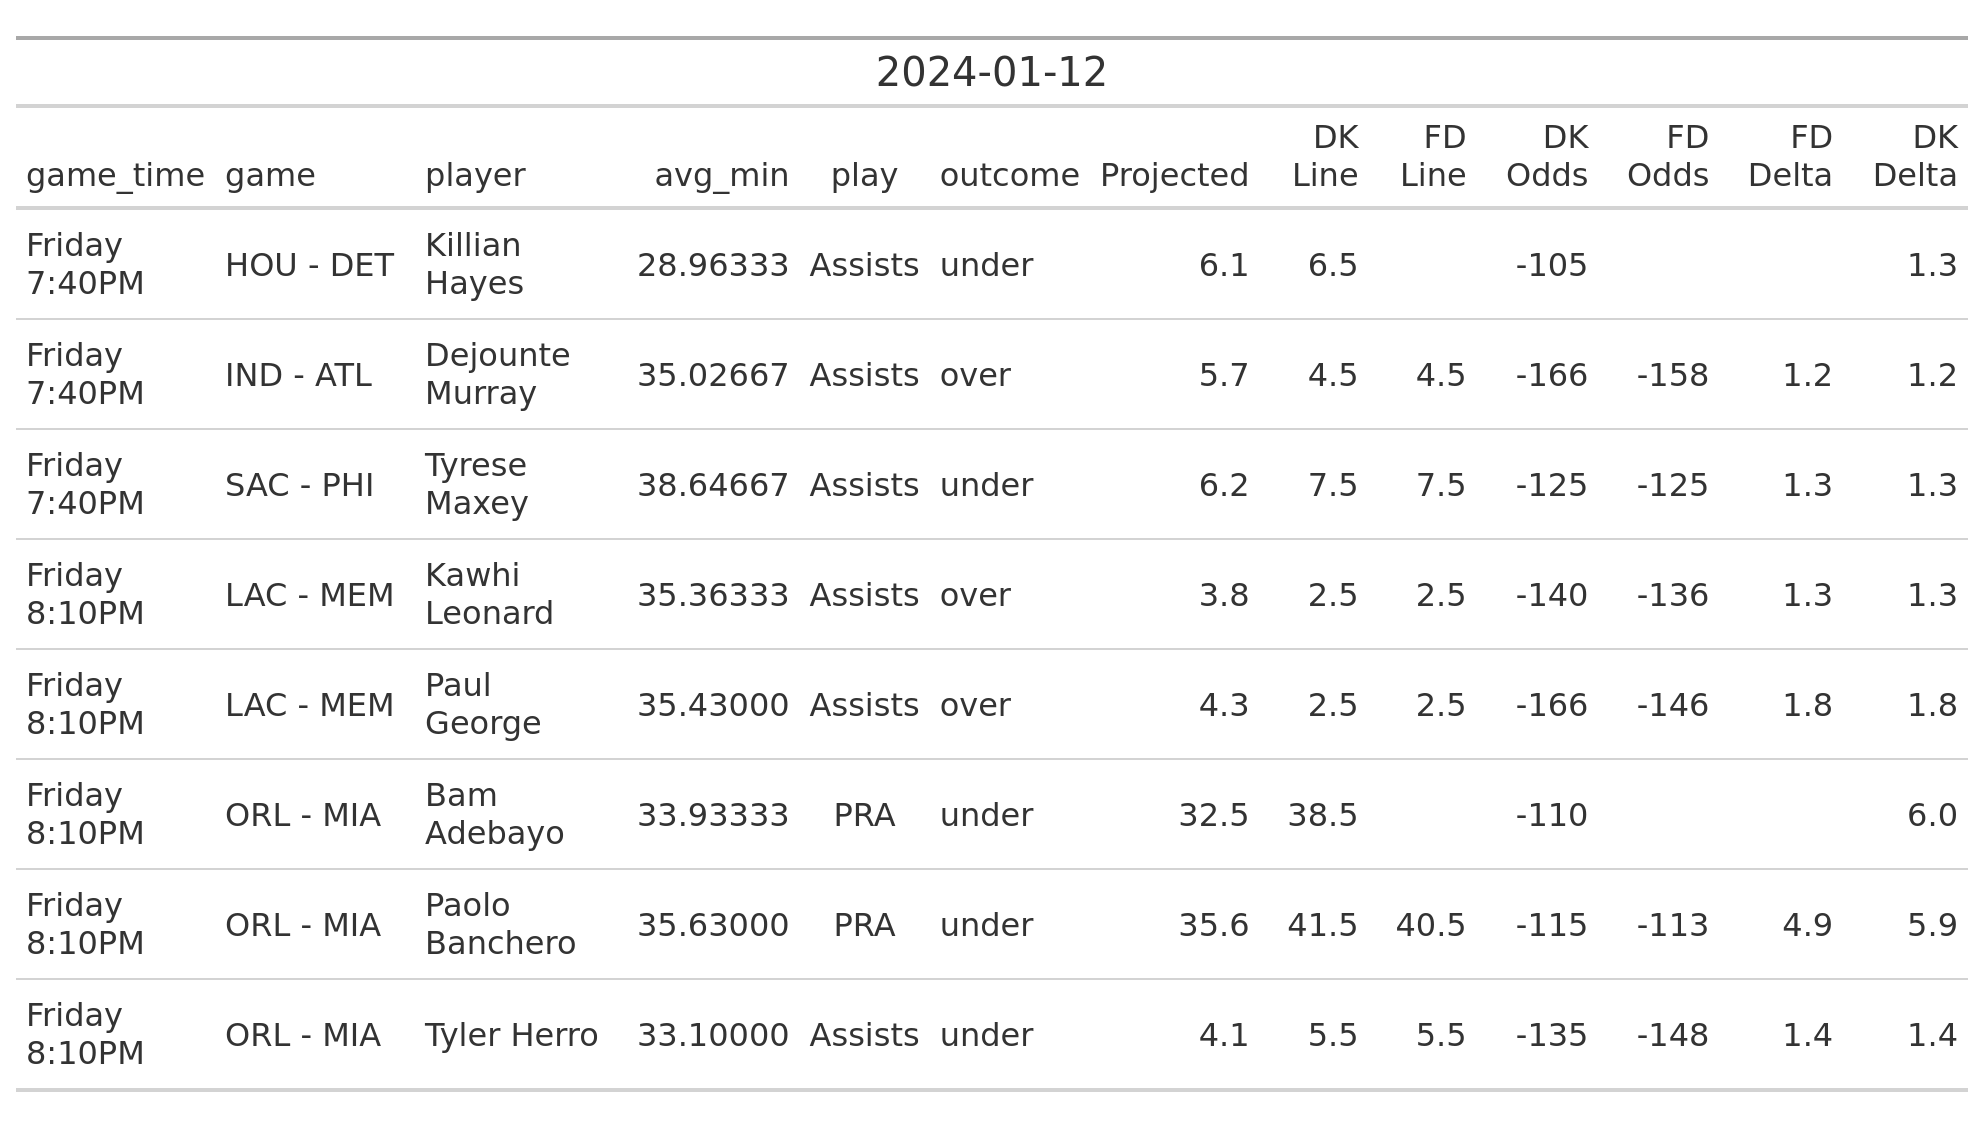 2024-01-12
game_time game player avg_min play outcome Projected DK Line FD Line DK Odds FD Odds FD Delta DK Delta
Friday 7:40PM HOU - DET Killian Hayes 28.96333 Assists under 6.1 6.5 -105 1.3
Friday 7:40PM IND - ATL Dejounte Murray 35.02667 Assists over 5.7 4.5 4.5 -166 -158 1.2 1.2
Friday 7:40PM SAC - PHI Tyrese Maxey 38.64667 Assists under 6.2 7.5 7.5 -125 -125 1.3 1.3
Friday 8:10PM LAC - MEM Kawhi Leonard 35.36333 Assists over 3.8 2.5 2.5 -140 -136 1.3 1.3
Friday 8:10PM LAC - MEM Paul George 35.43000 Assists over 4.3 2.5 2.5 -166 -146 1.8 1.8
Friday 8:10PM ORL - MIA Bam Adebayo 33.93333 PRA under 32.5 38.5 -110 6.0
Friday 8:10PM ORL - MIA Paolo Banchero 35.63000 PRA under 35.6 41.5 40.5 -115 -113 4.9 5.9
Friday 8:10PM ORL - MIA Tyler Herro 33.10000 Assists under 4.1 5.5 5.5 -135 -148 1.4 1.4